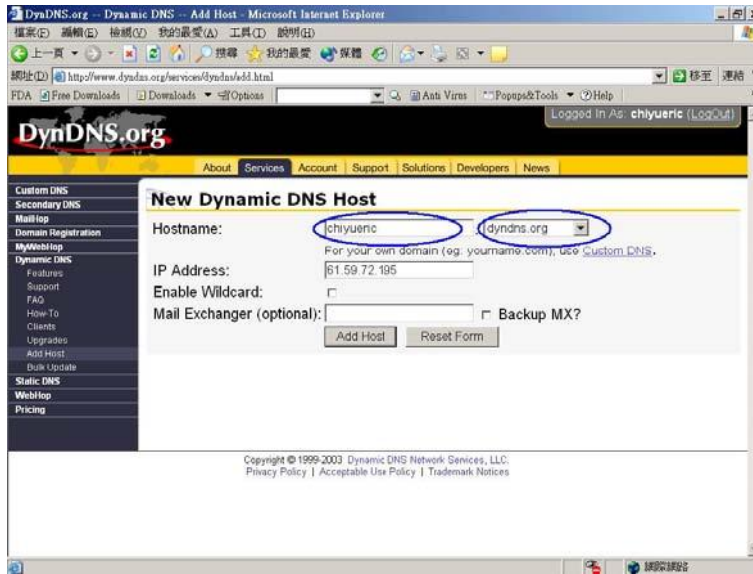 DynDNS.org -- Dynamic DNS -- Add Host - Microsoft Internet Explorer
檔案(F) 編輯(E) 檢視(V) 我的最愛(A) 工具(T) 說明(H)
上一頁 搜尋 我的最愛 媒體
網址(D) http://www.dyndns.org/services/dyndns/add.html 移至 連結
FDA Free Downloads Downloads Options Anti Virus Popups&Tools Help
Logged In As: chiyueric (LogOut)
DynDNS.org
About Services Account Support Solutions Developers News
Custom DNS
Secondary DNS
MailHop
Domain Registration
MyWebHop
Dynamic DNS
Features
Support
FAQ
How-To
Clients
Upgrades
Add Host
Bulk Update
Static DNS
WebHop
Pricing
New Dynamic DNS Host
Hostname: chiyueric . dyndns.org
For your own domain (eg: yourname.com), use Custom DNS.
IP Address: 61.59.72.195
Enable Wildcard:
Mail Exchanger (optional): Backup MX?
Add Host Reset Form
Copyright © 1999-2003 Dynamic DNS Network Services, LLC.
Privacy Policy | Acceptable Use Policy | Trademark Notices
網際網路